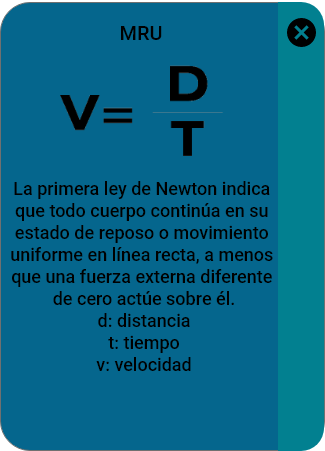 MRU
V= D
T
La primera ley de Newton indica
que todo cuerpo continúa en su
estado de reposo o movimiento
uniforme en línea recta, a menos
que una fuerza externa diferente
de cero actúe sobre él.
d: distancia
t: tiempo
v: velocidad